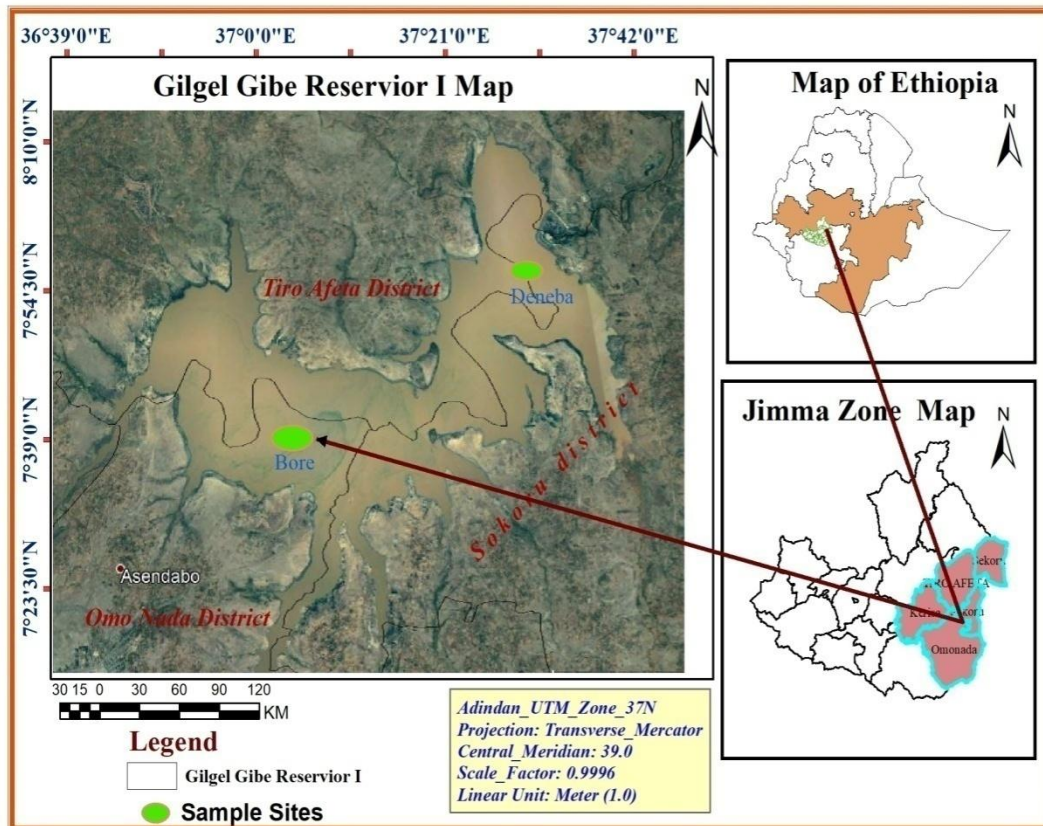 36°39'0"E 37°0'0"E 37°21'0"E 37°42'0"E
Gilgel Gibe Reservior I Map
N
8°10'0"N
7°54'30"N
7°39'0"N
7°23'30"N
Tiro Afeta District
Deneba
Bore
Sokoru district
Asendabo
Omo Nada District
30 15 0 30 60 90 120
KM
Legend
Gilgel Gibe Reservior I
Sample Sites
Adindan_UTM_Zone_37N
Projection: Transverse_Mercator
Central_Meridian: 39.0
Scale_Factor: 0.9996
Linear Unit: Meter (1.0)
Map of Ethiopia
N
Jimma Zone Map
N
Omonada